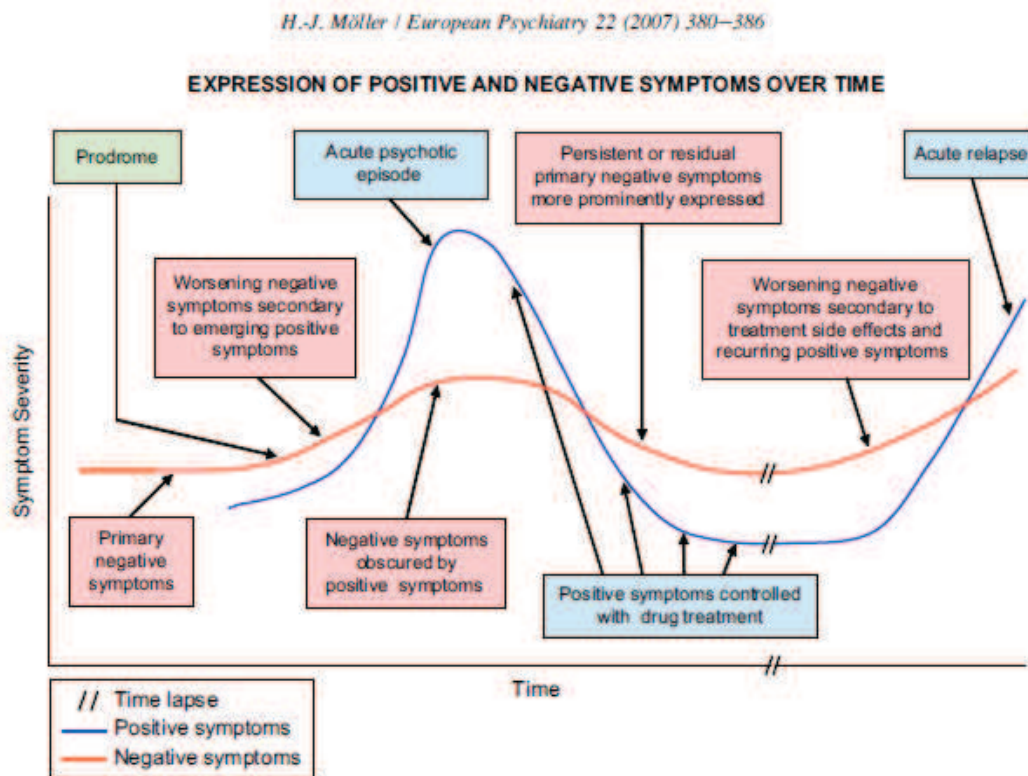 H.-J. Möller / European Psychiatry 22 (2007) 380–386
EXPRESSION OF POSITIVE AND NEGATIVE SYMPTOMS OVER TIME
Prodrome
Acute psychotic
episode
Persistent or residual
primary negative symptoms
more prominently expressed
Acute relapse
Worsening negative
symptoms secondary
to emerging positive
symptoms
Worsening negative
symptoms secondary to
treatment side effects and
recurring positive symptoms
Symptom Severity
Primary
negative
symptoms
Negative symptoms
obscured by
positive symptoms
Positive symptoms controlled
with drug treatment
//
//
//
Time
// Time lapse
Positive symptoms
Negative symptoms